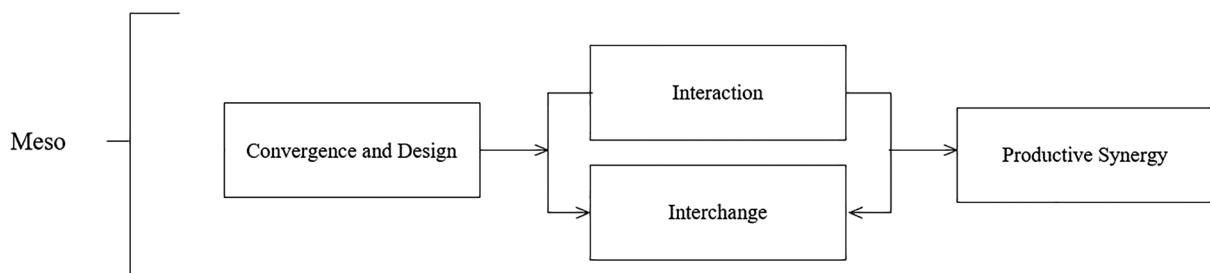 Meso
Convergence and Design
Interaction
Interchange
Productive Synergy